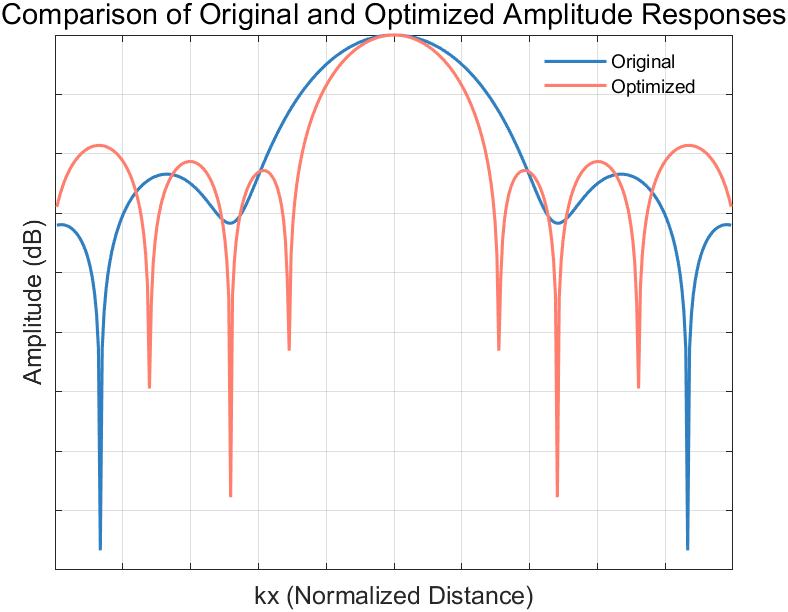 Comparison of Original and Optimized Amplitude Responses
Original
Optimized
Amplitude (dB)
kx (Normalized Distance)